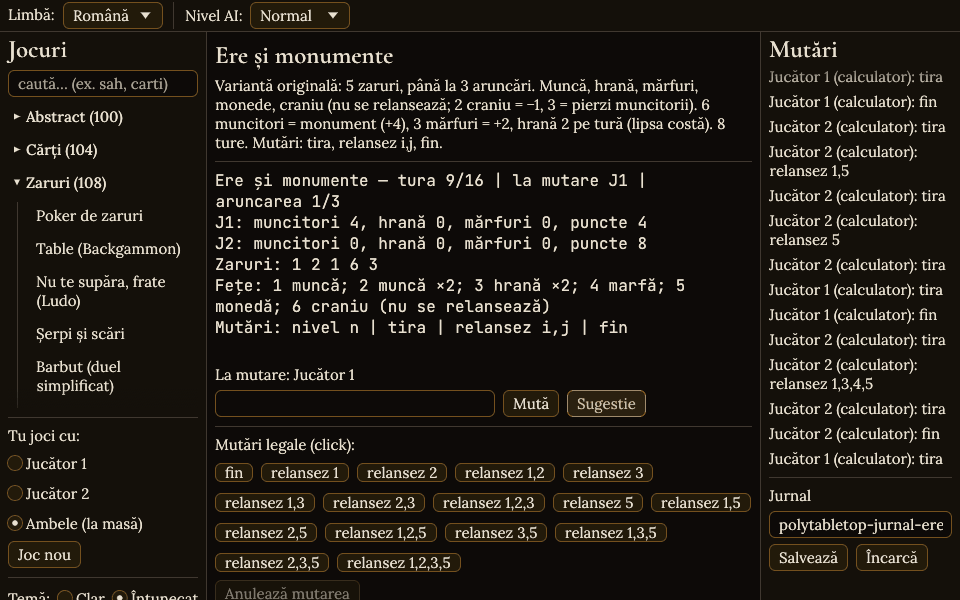 Limbă: Română ▼ Nivel AI: Normal ▼
Jocuri
caută... (ex. sah, carti)
▸ Abstract (100)
▸ Cărți (104)
▾ Zaruri (108)
Poker de zaruri
Table (Backgammon)
Nu te supăra, frate
(Ludo)
Șerpi și scări
Barbut (duel
simplificat)
Tu joci cu:
Jucător 1
Jucător 2
Ambele (la masă)
Joc nou
Temă: Clar Întunecat
Ere și monumente
Variantă originală: 5 zaruri, până la 3 aruncări. Muncă, hrană, mărfuri,
monede, craniu (nu se relansează; 2 craniu = −1, 3 = pierzi muncitorii). 6
muncitori = monument (+4), 3 mărfuri = +2, hrană 2 pe tură (lipsa costă). 8
ture. Mutări: tira, relansez i,j, fin.
Ere și monumente — tura 9/16 | la mutare J1 |
aruncarea 1/3
J1: muncitori 4, hrană 0, mărfuri 0, puncte 4
J2: muncitori 0, hrană 0, mărfuri 0, puncte 8
Zaruri: 1 2 1 6 3
Fețe: 1 muncă; 2 muncă ×2; 3 hrană ×2; 4 marfă; 5
monedă; 6 craniu (nu se relansează)
Mutări: nivel n | tira | relansez i,j | fin
La mutare: Jucător 1
Mută Sugestie
Mutări legale (click):
fin relansez 1 relansez 2 relansez 1,2 relansez 3
relansez 1,3 relansez 2,3 relansez 1,2,3 relansez 5 relansez 1,5
relansez 2,5 relansez 1,2,5 relansez 3,5 relansez 1,3,5
relansez 2,3,5 relansez 1,2,3,5
Anulează mutarea
Mutări
Jucător 1 (calculator): tira
Jucător 1 (calculator): fin
Jucător 2 (calculator): tira
Jucător 2 (calculator):
relansez 1,5
Jucător 2 (calculator): tira
Jucător 2 (calculator):
relansez 5
Jucător 2 (calculator): tira
Jucător 1 (calculator): tira
Jucător 1 (calculator): fin
Jucător 2 (calculator): tira
Jucător 2 (calculator):
relansez 1,3,4,5
Jucător 2 (calculator): tira
Jucător 2 (calculator): fin
Jucător 1 (calculator): tira
Jurnal
polytabletop-jurnal-ere
Salvează Încarcă